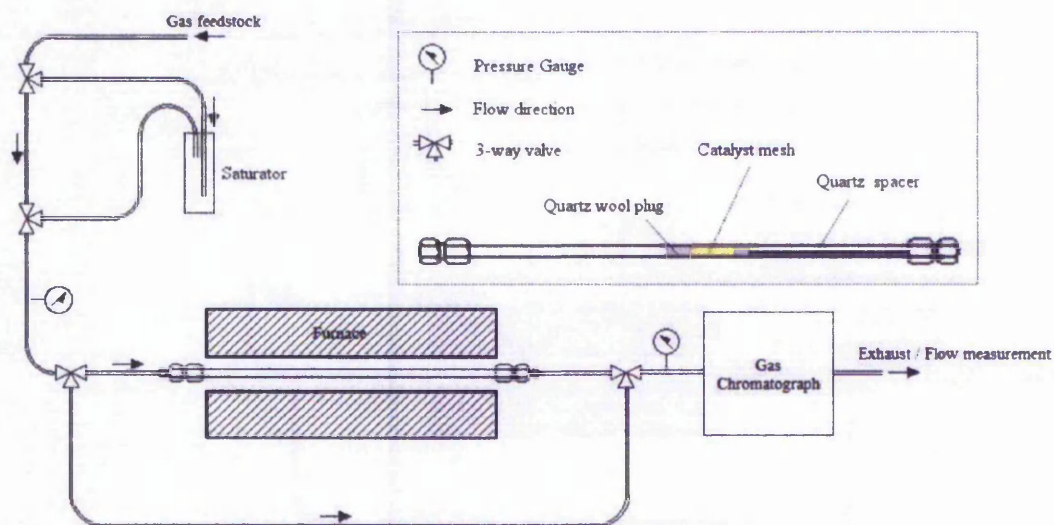 Gas feedstock
Saturator
Pressure Gauge
Flow direction
3-way valve
Catalyst mesh
Quartz spacer
Quartz wool plug
Furnace
Gas
Chromatograph
Exhaust / Flow measurement